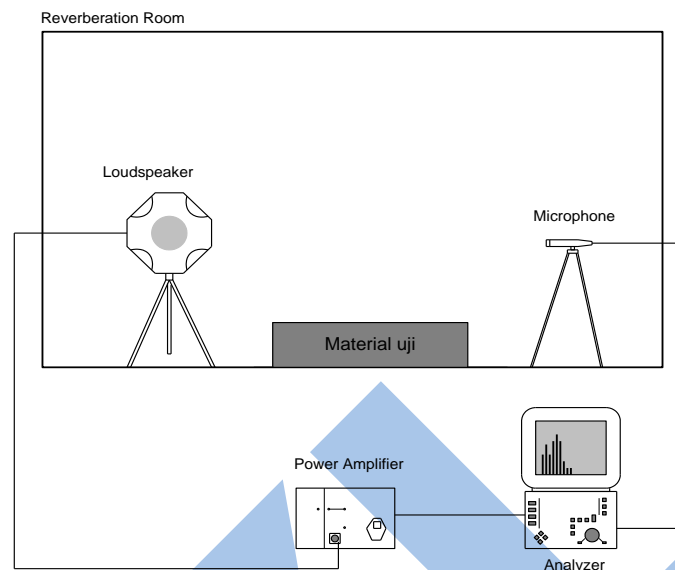 Reverberation Room
Loudspeaker
Microphone
Material uji
Power Amplifier
Analyzer